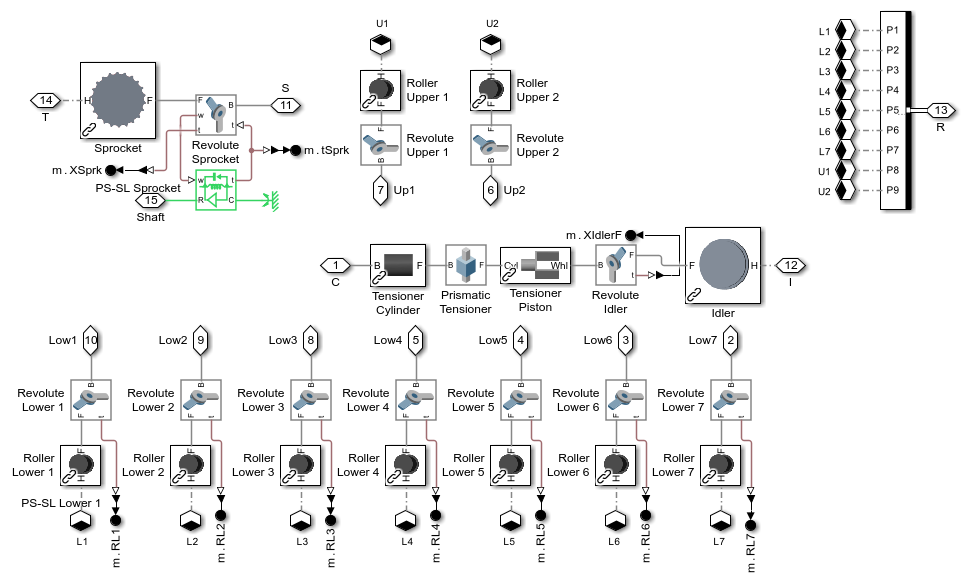 U1
U2
14
T
H
F
Sprocket
F
w
t
B
t
Revolute
Sprocket
S
11
m.XSprk
m.tSprk
PS-SL Sprocket
15
Shaft
w
t
R
C
H
F
Roller
Upper 1
H
F
Roller
Upper 2
F
B
Revolute
Upper 1
F
B
Revolute
Upper 2
7
Up1
6
Up2
L1
P1
L2
P2
L3
P3
L4
P4
L5
P5
L6
P6
L7
P7
U1
P8
U2
P9
13
R
1
C
B
F
Tensioner
Cylinder
B
F
Prismatic
Tensioner
Cyl
Whl
Tensioner
Piston
B
F
t
Revolute
Idler
m.XIdlerF
F
H
Idler
12
I
Low1
10
Low2
9
Low3
8
Low4
5
Low5
4
Low6
3
Low7
2
Revolute
Lower 1
B
F
t
Revolute
Lower 2
B
F
t
Revolute
Lower 3
B
F
t
Revolute
Lower 4
B
F
t
Revolute
Lower 5
B
F
t
Revolute
Lower 6
B
F
t
Revolute
Lower 7
B
F
t
Roller
Lower 1
F
H
Roller
Lower 2
F
H
Roller
Lower 3
F
H
Roller
Lower 4
F
H
Roller
Lower 5
F
H
Roller
Lower 6
F
H
Roller
Lower 7
F
H
PS-SL Lower 1
L1
m.RL1
L2
m.RL2
L3
m.RL3
L4
m.RL4
L5
m.RL5
L6
m.RL6
L7
m.RL7